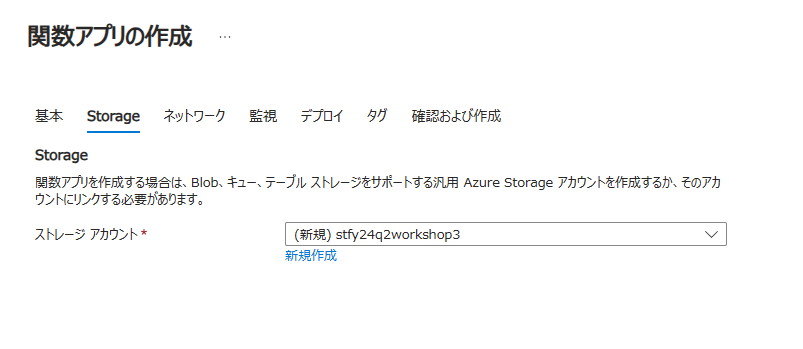 関数アプリの作成 …
基本 Storage ネットワーク 監視 デプロイ タグ 確認および作成
Storage
関数アプリを作成する場合は、Blob、キュー、テーブル ストレージをサポートする汎用 Azure Storage アカウントを作成するか、そのアカ
ウントにリンクする必要があります。
ストレージ アカウント * (新規) stfy24q2workshop3
新規作成